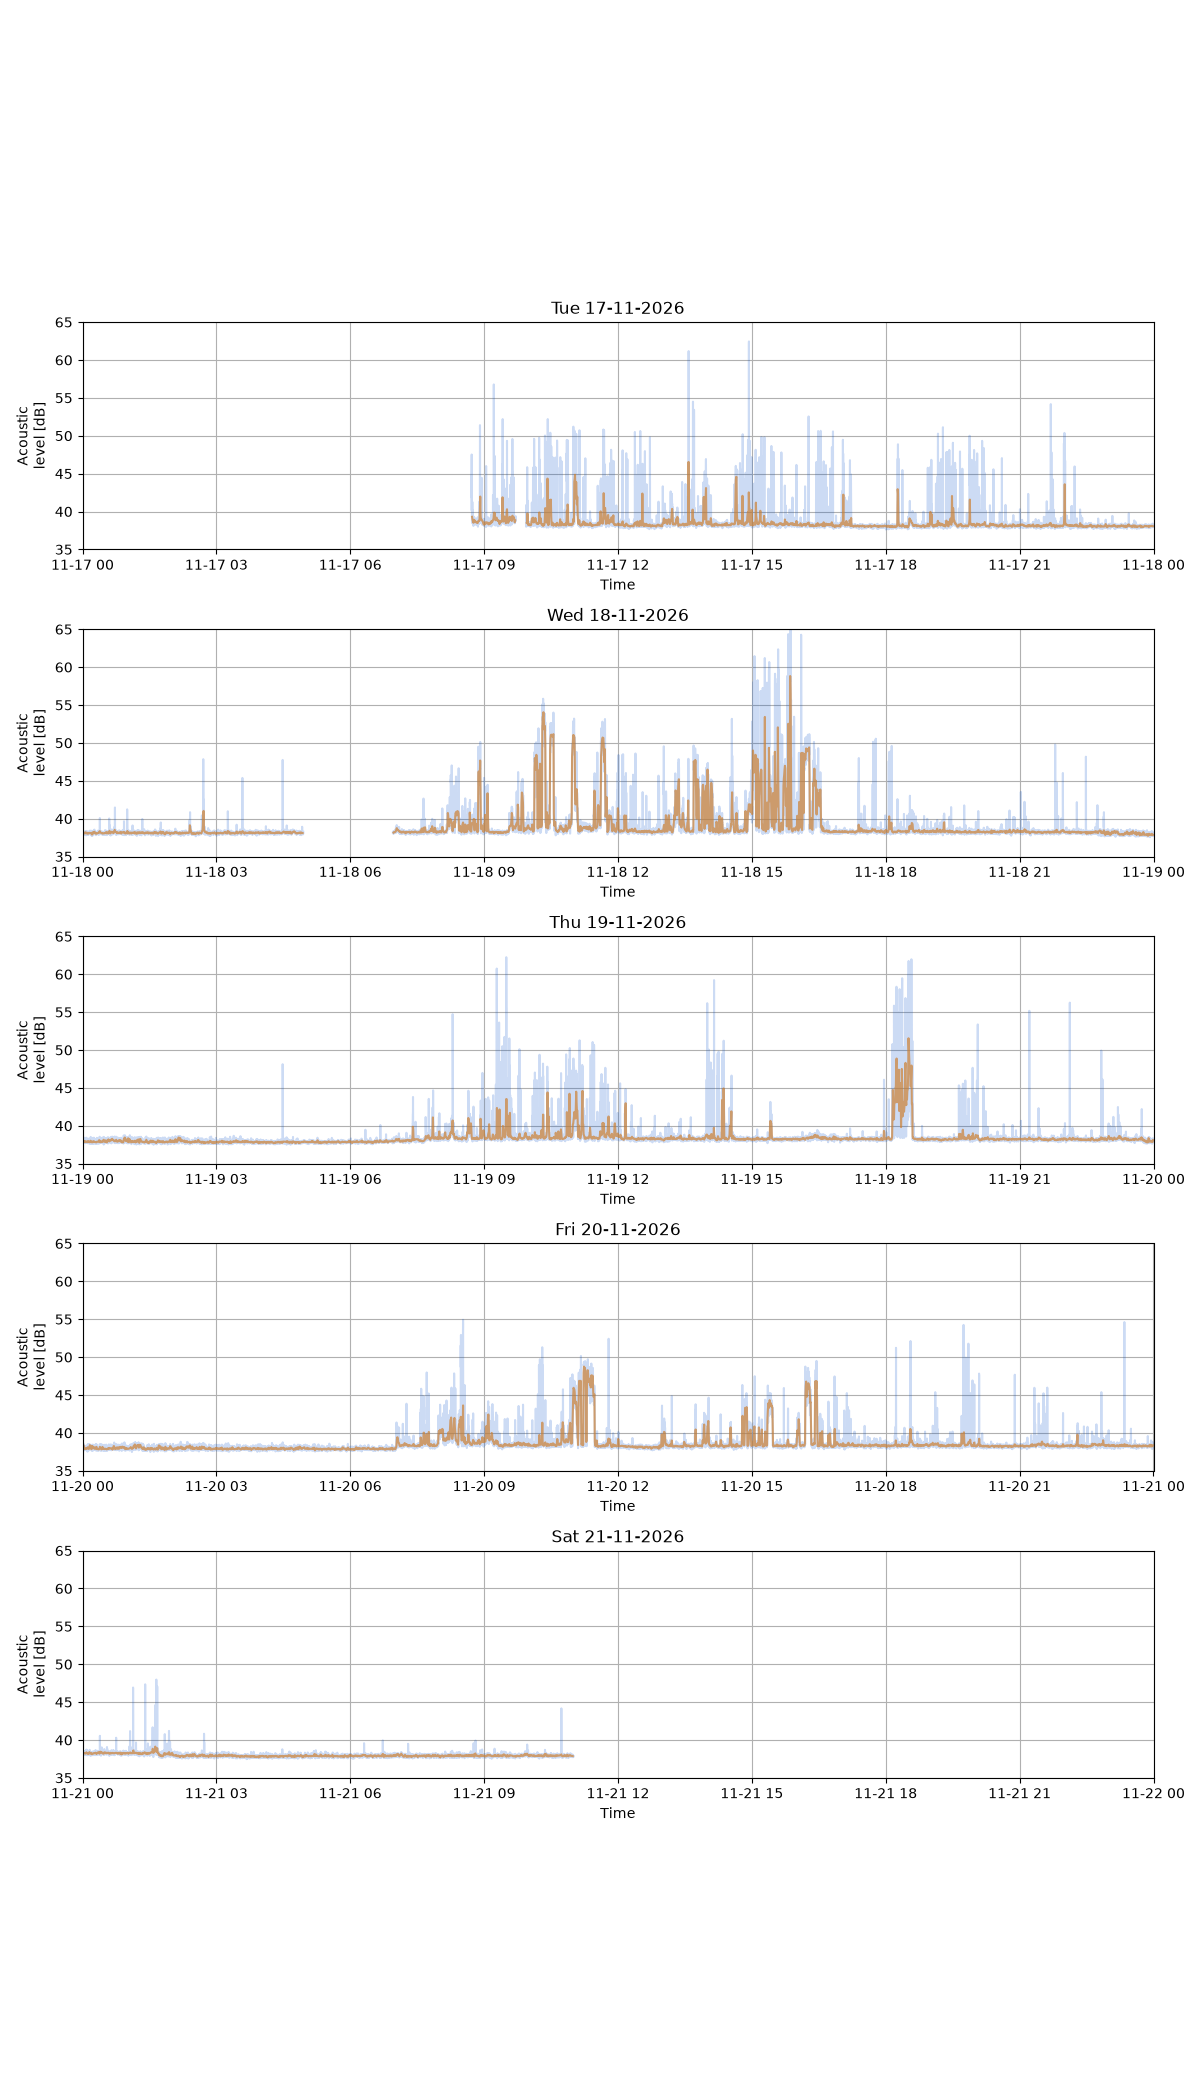 Tue 17-11-2026
Acoustic
level [dB]
65
60
55
50
45
40
35
11-17 00 11-17 03 11-17 06 11-17 09 11-17 12 11-17 15 11-17 18 11-17 21 11-18 00
Time
Wed 18-11-2026
Acoustic
level [dB]
65
60
55
50
45
40
35
11-18 00 11-18 03 11-18 06 11-18 09 11-18 12 11-18 15 11-18 18 11-18 21 11-19 00
Time
Thu 19-11-2026
Acoustic
level [dB]
65
60
55
50
45
40
35
11-19 00 11-19 03 11-19 06 11-19 09 11-19 12 11-19 15 11-19 18 11-19 21 11-20 00
Time
Fri 20-11-2026
Acoustic
level [dB]
65
60
55
50
45
40
35
11-20 00 11-20 03 11-20 06 11-20 09 11-20 12 11-20 15 11-20 18 11-20 21 11-21 00
Time
Sat 21-11-2026
Acoustic
level [dB]
65
60
55
50
45
40
35
11-21 00 11-21 03 11-21 06 11-21 09 11-21 12 11-21 15 11-21 18 11-21 21 11-22 00
Time